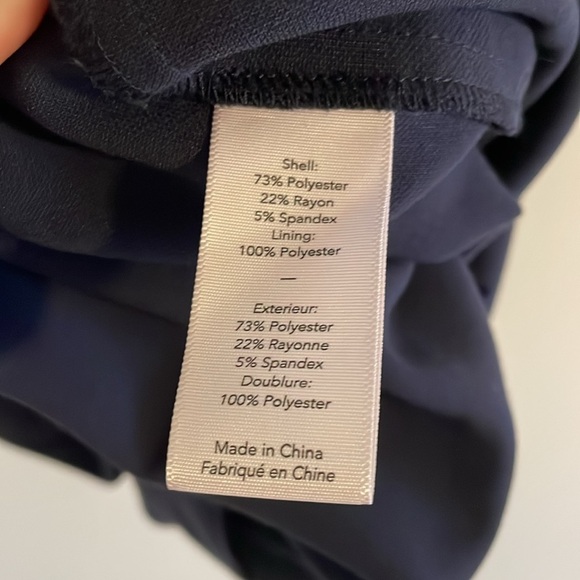 Shell:
73% Polyester
22% Rayon
5% Spandex
Lining:
100% Polyester
—
Exterieur:
73% Polyester
22% Rayonne
5% Spandex
Doublure:
100% Polyester
Made in China
Fabriqué en Chine